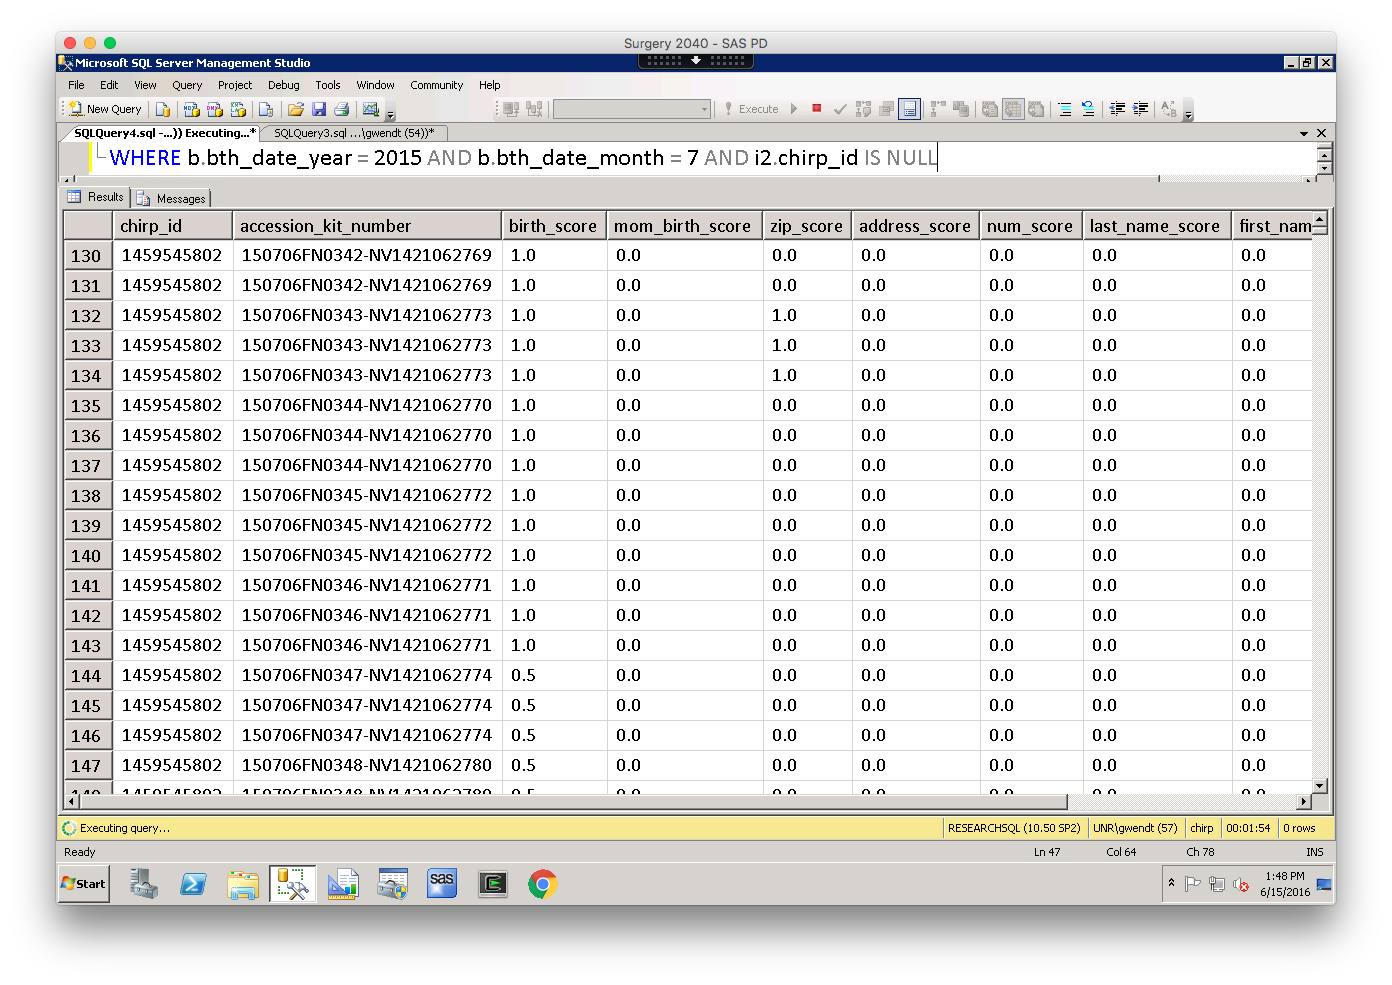 Surgery 2040 - SAS PD
Microsoft SQL Server Management Studio
File Edit View Query Project Debug Tools Window Community Help
New Query Execute
SQLQuery4.sql -...)) Executing...* SQLQuery3.sql ...\gwendt (54))*
WHERE b.bth_date_year = 2015 AND b.bth_date_month = 7 AND i2.chirp_id IS NULL
Results Messages
chirp_id accession_kit_number birth_score mom_birth_score zip_score address_score num_score last_name_score first_nam
130 1459545802 150706FN0342-NV1421062769 1.0 0.0 0.0 0.0 0.0 0.0 0.0
131 1459545802 150706FN0342-NV1421062769 1.0 0.0 0.0 0.0 0.0 0.0 0.0
132 1459545802 150706FN0343-NV1421062773 1.0 0.0 1.0 0.0 0.0 0.0 0.0
133 1459545802 150706FN0343-NV1421062773 1.0 0.0 1.0 0.0 0.0 0.0 0.0
134 1459545802 150706FN0343-NV1421062773 1.0 0.0 1.0 0.0 0.0 0.0 0.0
135 1459545802 150706FN0344-NV1421062770 1.0 0.0 0.0 0.0 0.0 0.0 0.0
136 1459545802 150706FN0344-NV1421062770 1.0 0.0 0.0 0.0 0.0 0.0 0.0
137 1459545802 150706FN0344-NV1421062770 1.0 0.0 0.0 0.0 0.0 0.0 0.0
138 1459545802 150706FN0345-NV1421062772 1.0 0.0 0.0 0.0 0.0 0.0 0.0
139 1459545802 150706FN0345-NV1421062772 1.0 0.0 0.0 0.0 0.0 0.0 0.0
140 1459545802 150706FN0345-NV1421062772 1.0 0.0 0.0 0.0 0.0 0.0 0.0
141 1459545802 150706FN0346-NV1421062771 1.0 0.0 0.0 0.0 0.0 0.0 0.0
142 1459545802 150706FN0346-NV1421062771 1.0 0.0 0.0 0.0 0.0 0.0 0.0
143 1459545802 150706FN0346-NV1421062771 1.0 0.0 0.0 0.0 0.0 0.0 0.0
144 1459545802 150706FN0347-NV1421062774 0.5 0.0 0.0 0.0 0.0 0.0 0.0
145 1459545802 150706FN0347-NV1421062774 0.5 0.0 0.0 0.0 0.0 0.0 0.0
146 1459545802 150706FN0347-NV1421062774 0.5 0.0 0.0 0.0 0.0 0.0 0.0
147 1459545802 150706FN0348-NV1421062780 0.5 0.0 0.0 0.0 0.0 0.0 0.0
Executing query... RESEARCHSQL (10.50 SP2) UNR\gwendt (57) chirp 00:01:54 0 rows
Ready Ln 47 Col 64 Ch 78 INS
Start sas 1:48 PM
6/15/2016